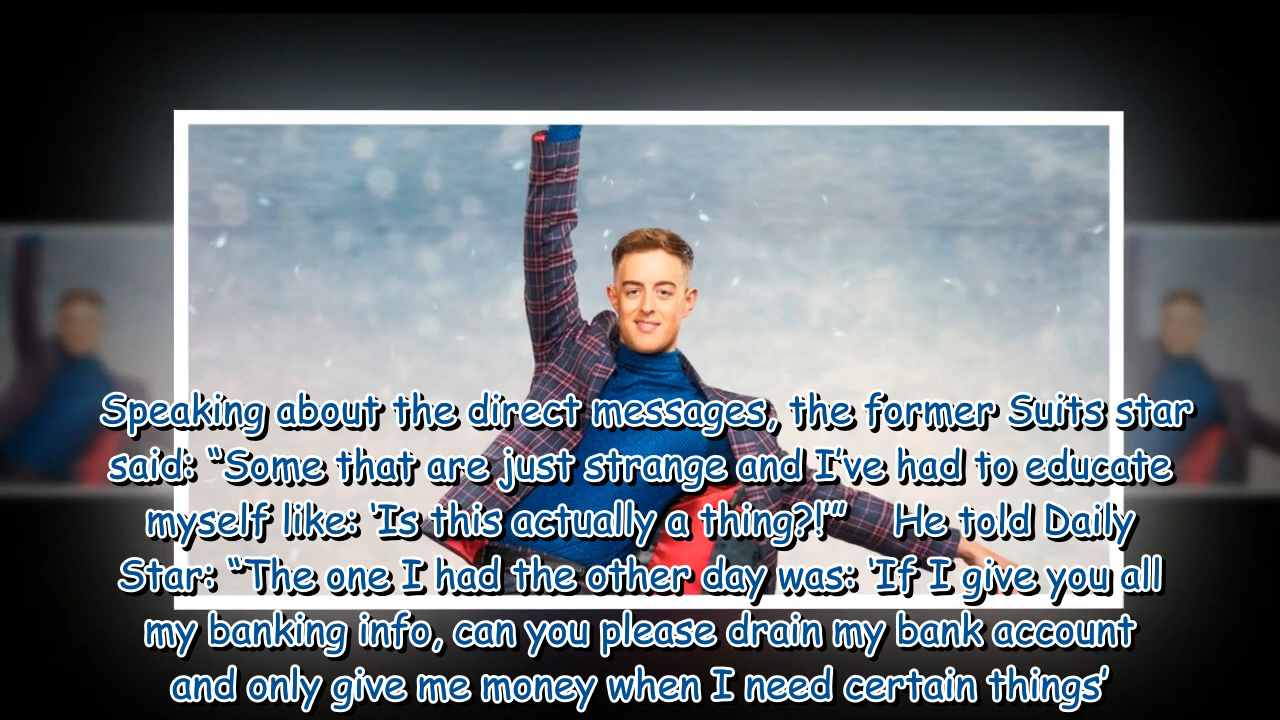 Speaking about the direct messages, the former Suits star
said: “Some that are just strange and I’ve had to educate
myself like: ‘Is this actually a thing?!’” He told Daily
Star: “The one I had the other day was: ‘If I give you all
my banking info, can you please drain my bank account
and only give me money when I need certain things’